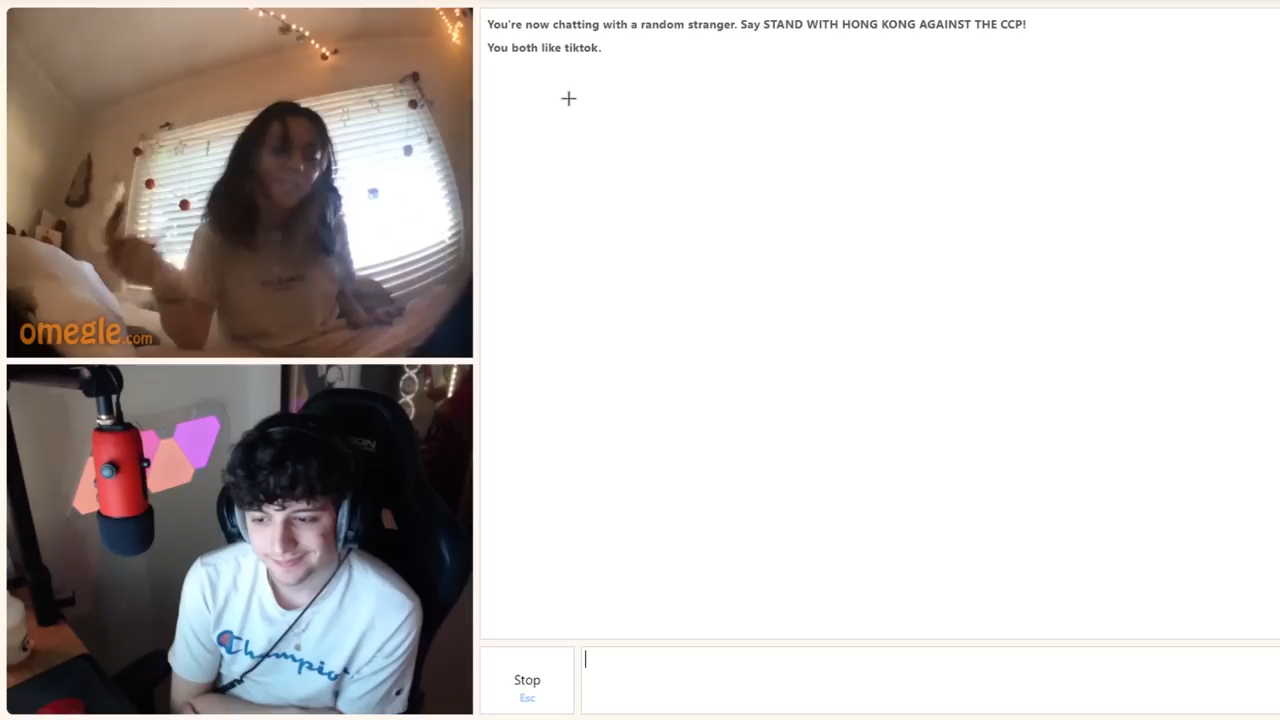 You're now chatting with a random stranger. Say STAND WITH HONG KONG AGAINST THE CCP!
You both like tiktok.
omegle.com
Champion
Stop
Esc